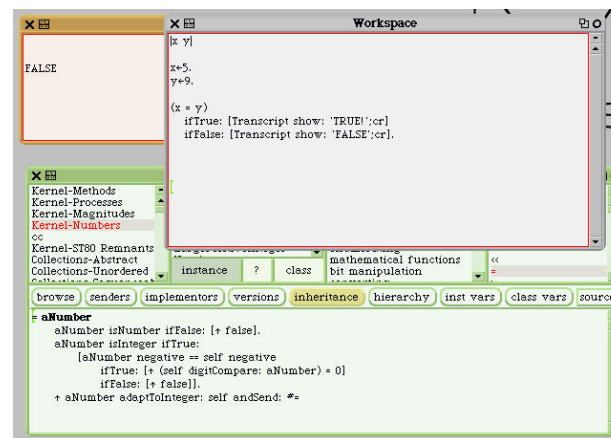 Workspace
FALSE
|x y|
x←5.
y←9.
(x = y)
ifTrue: [Transcript show: 'TRUE!';cr]
ifFalse: [Transcript show: 'FALSE';cr].
Kernel-Methods
Kernel-Processes
Kernel-Magnitudes
Kernel-Numbers
cc
Kernel-ST80 Remnants
Collections-Abstract
Collections-Unordered
mathematical functions
bit manipulation
<<
=
instance ? class
browse senders implementors versions inheritance hierarchy inst vars class vars sourc
= aNumber
aNumber isNumber ifFalse: [↑ false].
aNumber isInteger ifTrue:
[aNumber negative == self negative
ifTrue: [↑ (self digitCompare: aNumber) = 0]
ifFalse: [↑ false]].
↑ aNumber adaptToInteger: self andSend: #=